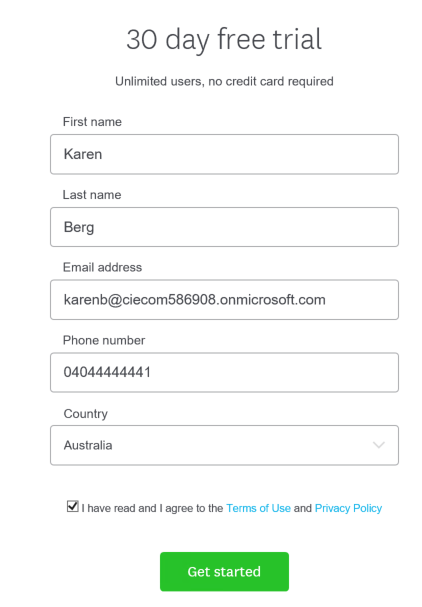 30 day free trial
Unlimited users, no credit card required
First name
Karen
Last name
Berg
Email address
karenb@ciecom586908.onmicrosoft.com
Phone number
04044444441
Country
Australia
I have read and I agree to the Terms of Use and Privacy Policy
Get started